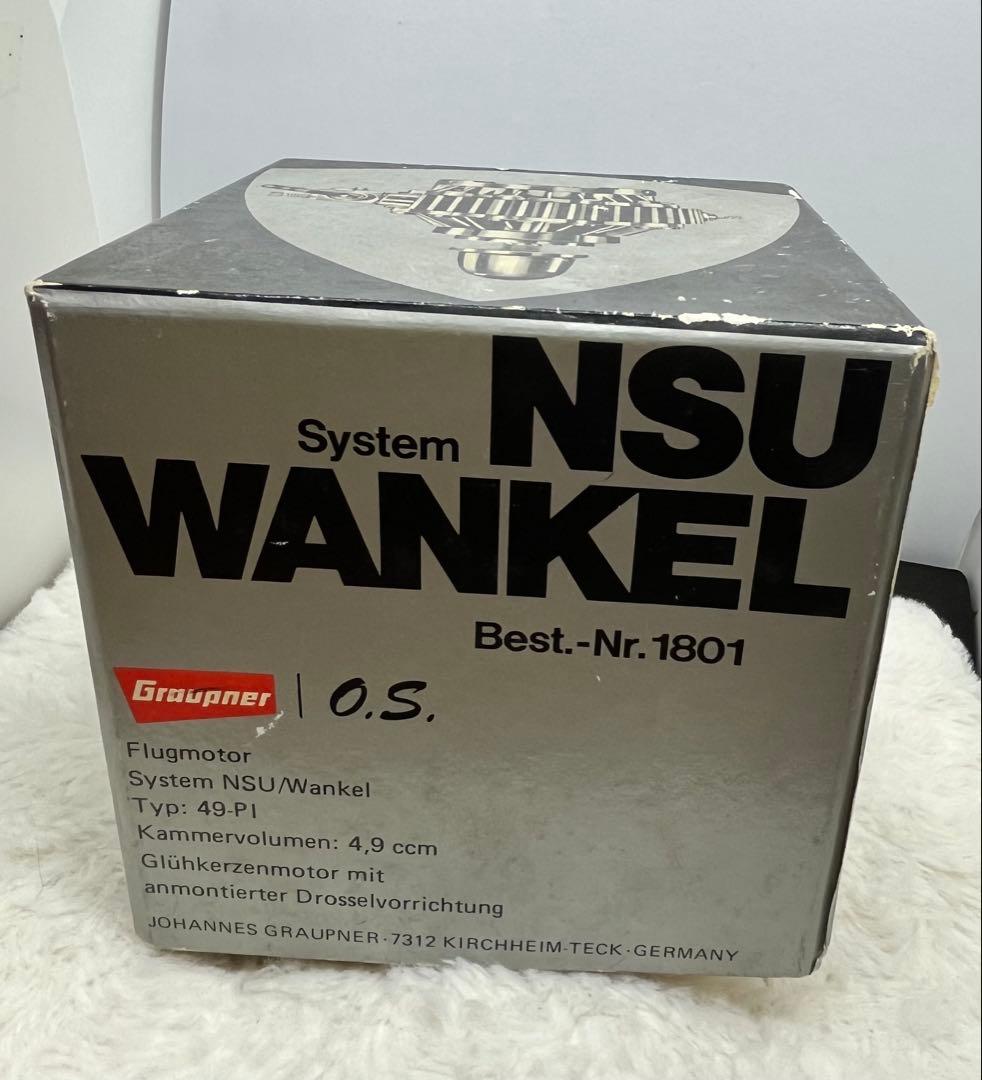 System NSU
WANKEL
Best.-Nr. 1801
Graupner | O.S.
Flugmotor
System NSU/Wankel
Typ: 49-PI
Kammervolumen: 4,9 ccm
Glühkerzenmotor mit
anmontierter Drosselvorrichtung
JOHANNES GRAUPNER·7312 KIRCHHEIM-TECK·GERMANY